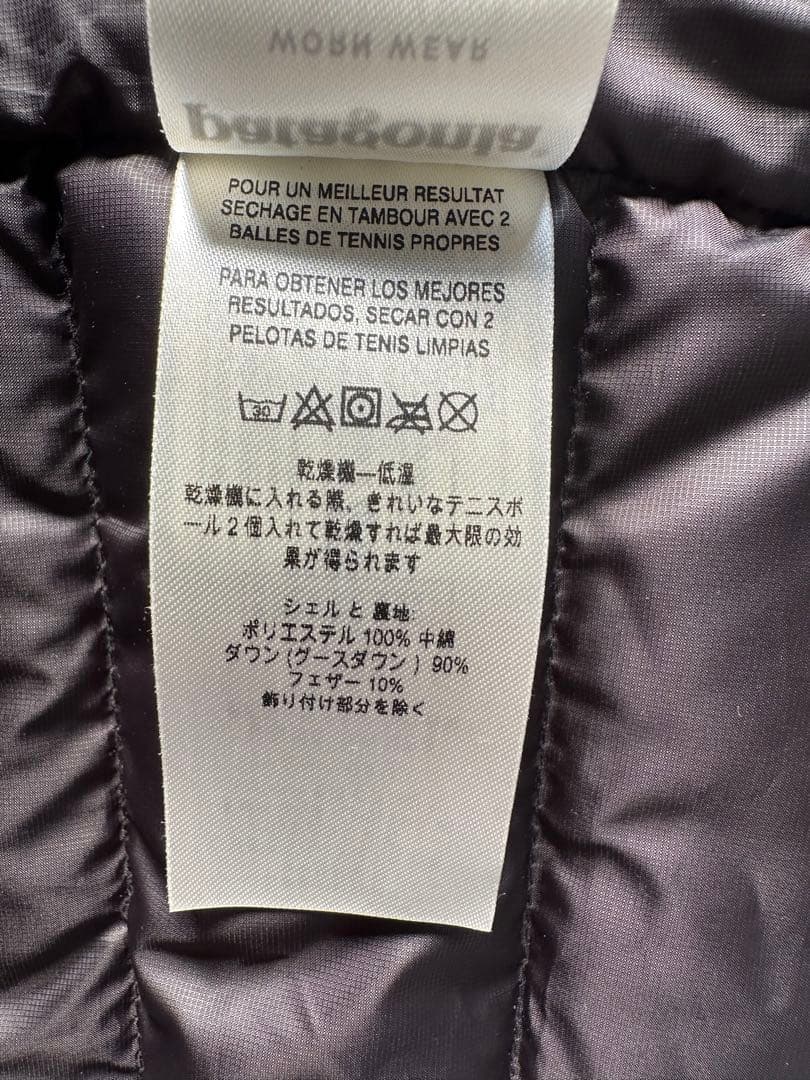 WORN WEAR
patagonia
POUR UN MEILLEUR RESULTAT
SECHAGE EN TAMBOUR AVEC 2
BALLES DE TENNIS PROPRES
PARA OBTENER LOS MEJORES
RESULTADOS, SECAR CON 2
PELOTAS DE TENIS LIMPIAS
30
乾燥機—低温
乾燥機に入れる際、きれいなテニスボ
ール2個入れて乾燥すれば最大限の効
果が得られます
シェルと裏地:
ポリエステル 100% 中綿
ダウン (グースダウン ) 90%
フェザー 10%
飾り付け部分を除く